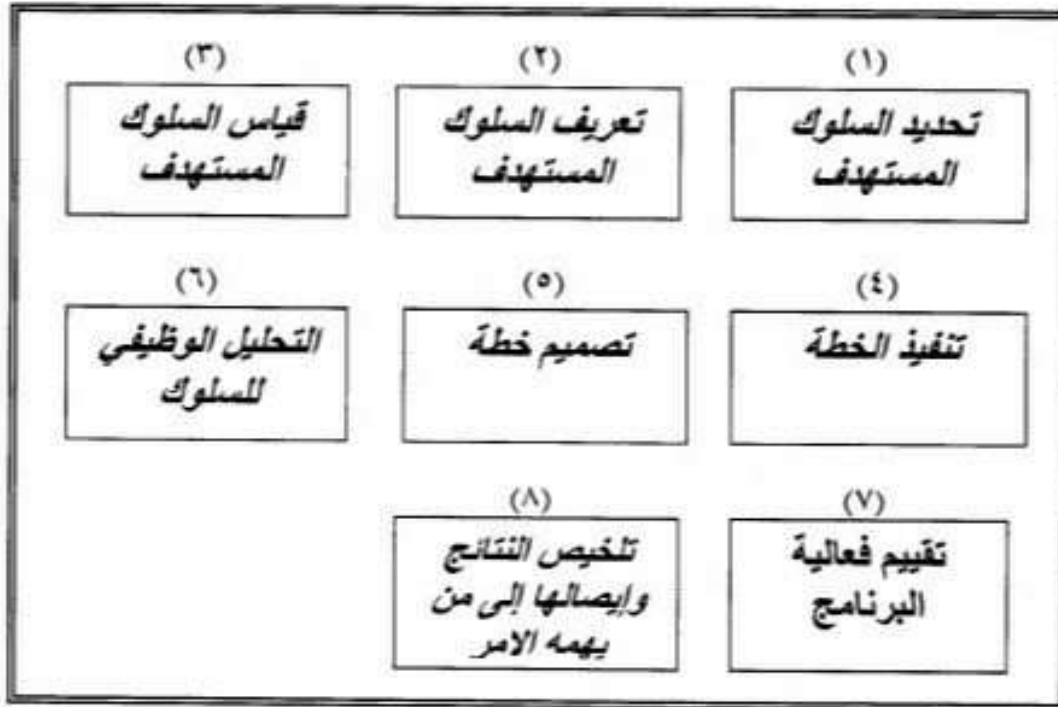 (١)
تحديد السلوك
المستهدف
(٢)
تعريف السلوك
المستهدف
(٣)
قياس السلوك
المستهدف
(٤)
تنفيذ الخطة
(٥)
تصميم خطة
(٦)
التحليل الوظيفي
للسلوك
(٧)
تقييم فعالية
البرنامج
(٨)
تلخيص النتائج
وإيصالها إلى من
يهمه الامر